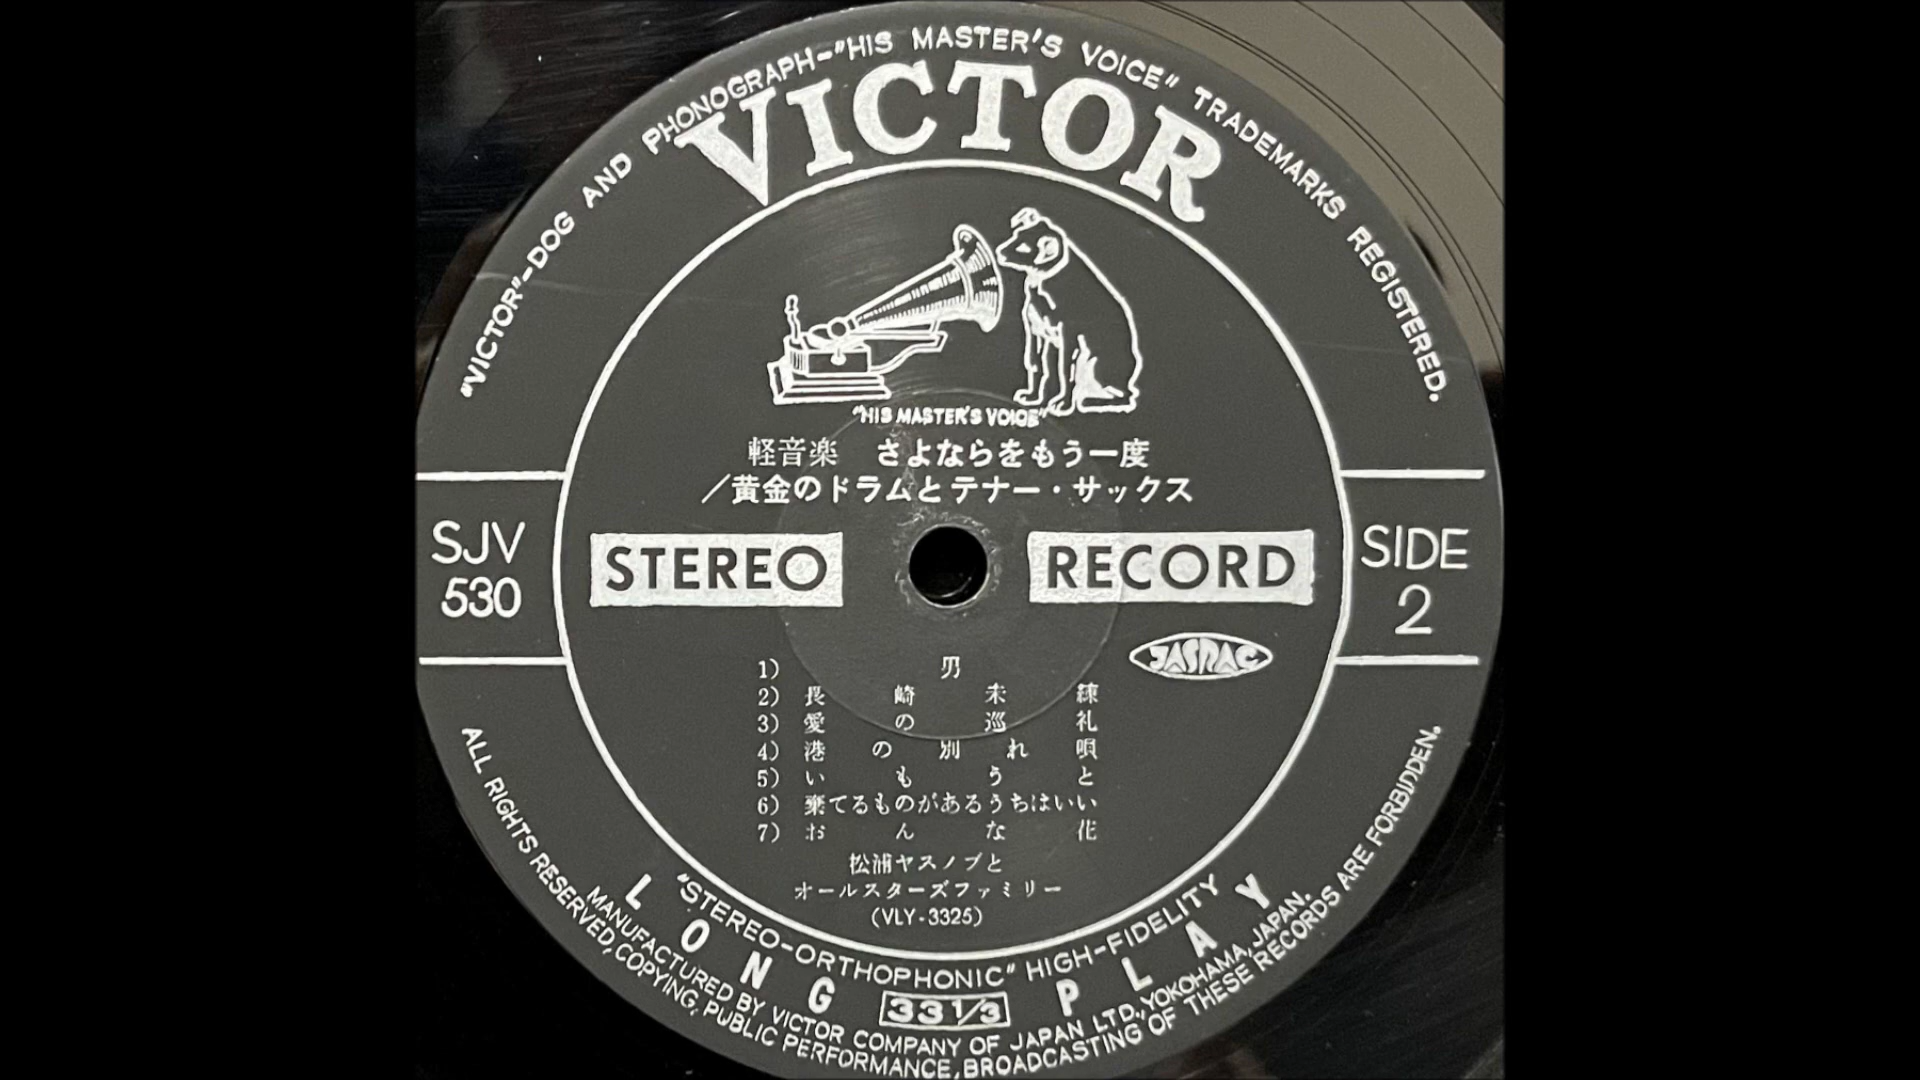 "VICTOR"-DOG AND PHONOGRAPH-"HIS MASTER'S VOICE" TRADEMARKS REGISTERED.
VICTOR
"HIS MASTER'S VOICE"
軽音楽 さよならをもう一度
／黄金のドラムとテナー・サックス
SJV
530
STEREO RECORD
SIDE
2
JASRAC
1) 男
2) 長崎未練
3) 愛の巡礼
4) 港の別れ唄
5) いもうと
6) 棄てるものがあるうちはいい
7) おんな花
松浦ヤスノブと
オールスターズファミリー
(VLY-3325)
"STEREO-ORTHOPHONIC" HIGH-FIDELITY
LONG 33 1/3 PLAY
MANUFACTURED BY VICTOR COMPANY OF JAPAN LTD., YOKOHAMA, JAPAN.
ALL RIGHTS RESERVED, COPYING, PUBLIC PERFORMANCE, BROADCASTING OF THESE RECORDS ARE FORBIDDEN.